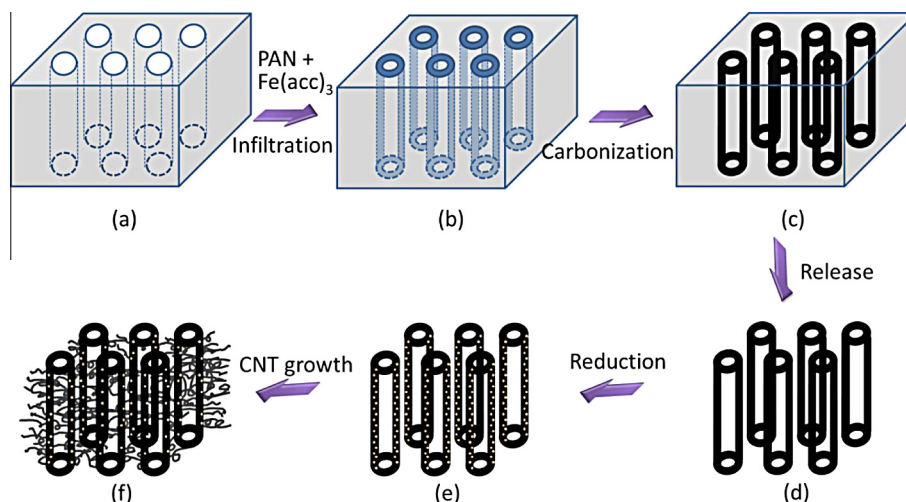 PAN +
Fe(acc)3
Infiltration
Carbonization
(a)
(b)
(c)
Release
CNT growth
Reduction
(f)
(e)
(d)